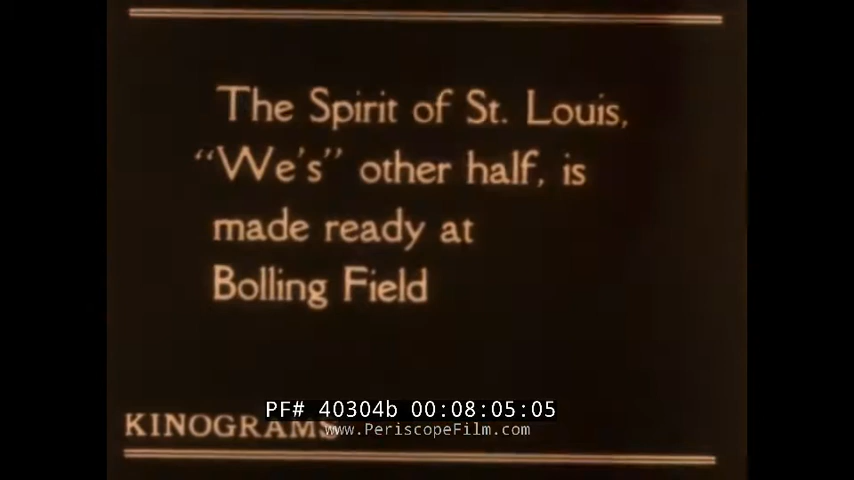 The Spirit of St. Louis,
“We's” other half, is
made ready at
Bolling Field
PF# 40304b 00:08:05:05
KINOGRAMS
www.PeriscopeFilm.com